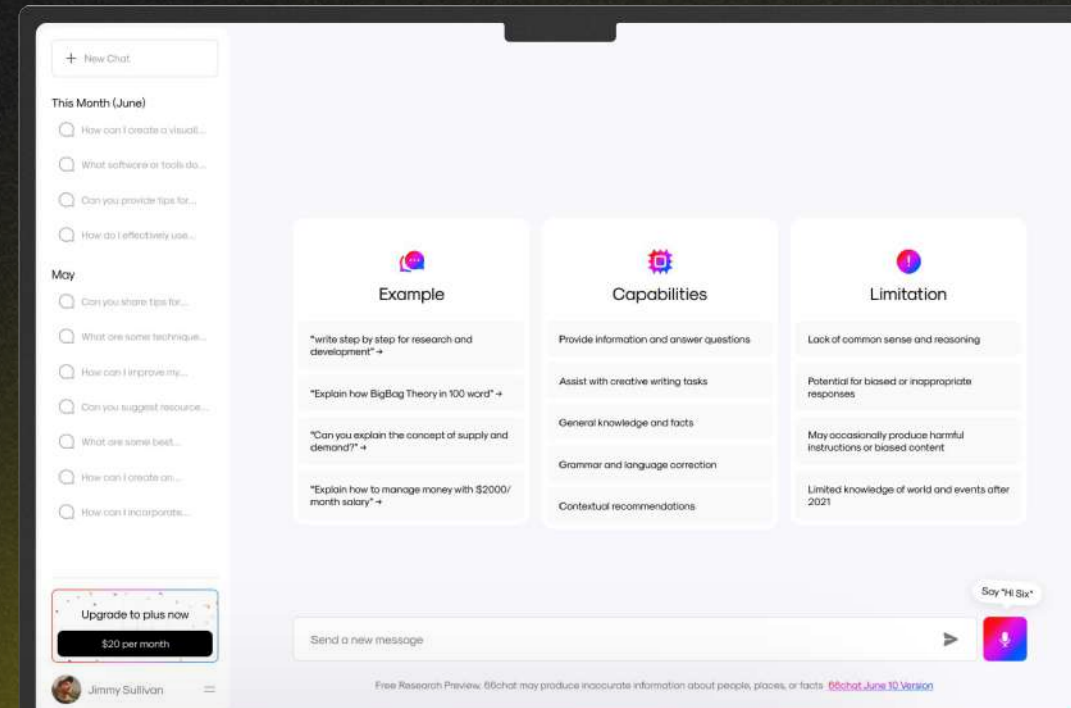 + New Chat
This Month (June)
How can I create a visuall...
What software or tools do...
Can you provide tips for...
How do I effectively use...
May
Can you share tips for...
What are some technique...
How can I improve my...
Can you suggest resource...
What are some best...
How can I create an...
How can I incorporate...
Upgrade to plus now
$20 per month
Jimmy Sullivan
Example
"write step by step for research and
development" →
"Explain how BigBag Theory in 100 word" →
"Can you explain the concept of supply and
demand?" →
"Explain how to manage money with $2000/
month salary" →
Capabilities
Provide information and answer questions
Assist with creative writing tasks
General knowledge and facts
Grammar and language correction
Contextual recommendations
Limitation
Lack of common sense and reasoning
Potential for biased or inappropriate
responses
May occasionally produce harmful
instructions or biased content
Limited knowledge of world and events after
2021
Say "Hi Six"
Send a new message
Free Research Preview. 66chat may produce inaccurate information about people, places, or facts 66chat June 10 Version